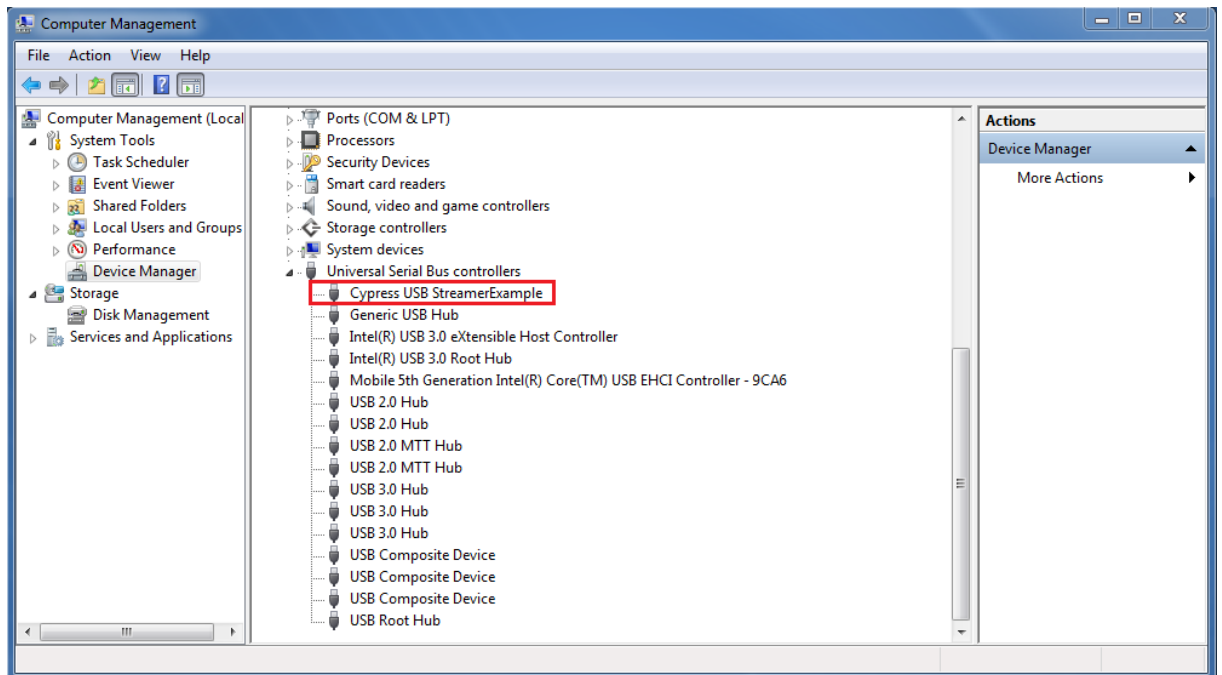 Computer Management
File Action View Help
Computer Management (Local
System Tools
Task Scheduler
Event Viewer
Shared Folders
Local Users and Groups
Performance
Device Manager
Storage
Disk Management
Services and Applications
Ports (COM & LPT)
Processors
Security Devices
Smart card readers
Sound, video and game controllers
Storage controllers
System devices
Universal Serial Bus controllers
Cypress USB StreamerExample
Generic USB Hub
Intel(R) USB 3.0 eXtensible Host Controller
Intel(R) USB 3.0 Root Hub
Mobile 5th Generation Intel(R) Core(TM) USB EHCI Controller - 9CA6
USB 2.0 Hub
USB 2.0 Hub
USB 2.0 MTT Hub
USB 2.0 MTT Hub
USB 3.0 Hub
USB 3.0 Hub
USB 3.0 Hub
USB Composite Device
USB Composite Device
USB Composite Device
USB Root Hub
Actions
Device Manager
More Actions